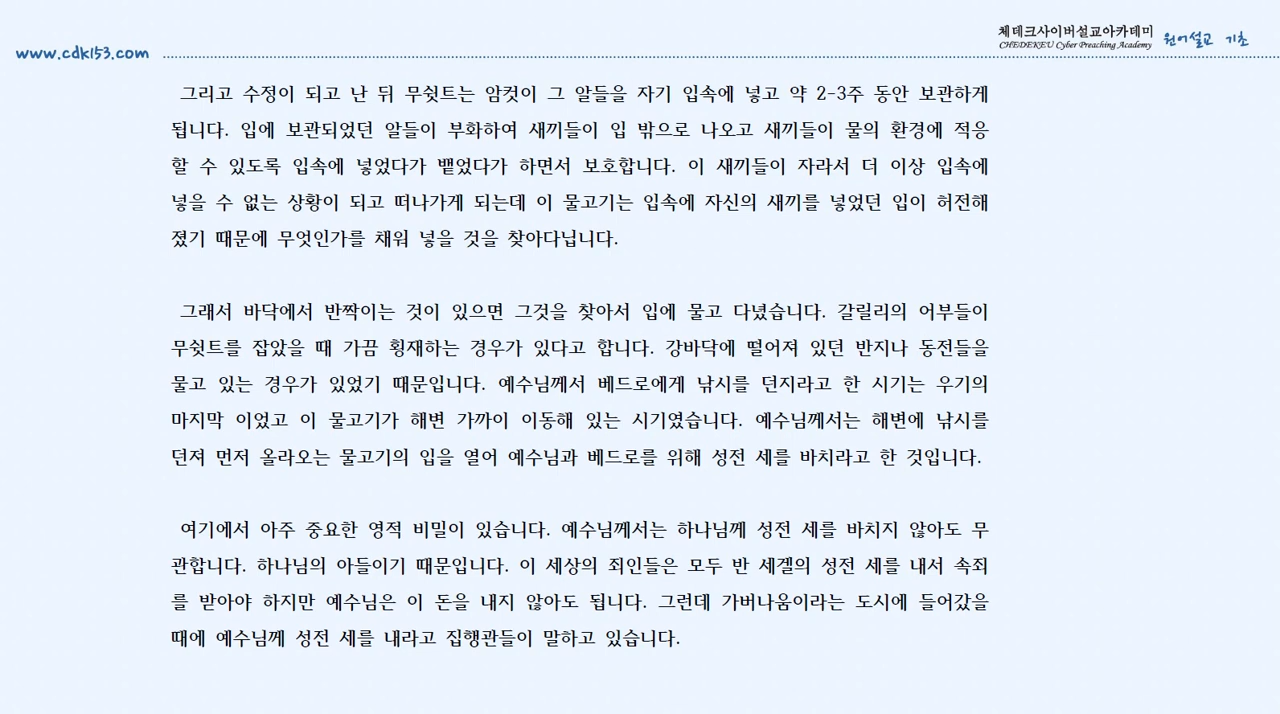 www.cdk153.com
체데크사이버설교아카데미
CHEDEKEU Cyber Preaching Academy
원어설교 기초
그리고 수정이 되고 난 뒤 무쉿트는 암컷이 그 알들을 자기 입속에 넣고 약 2-3주 동안 보관하게
됩니다. 입에 보관되었던 알들이 부화하여 새끼들이 입 밖으로 나오고 새끼들이 물의 환경에 적응
할 수 있도록 입속에 넣었다가 뱉었다가 하면서 보호합니다. 이 새끼들이 자라서 더 이상 입속에
넣을 수 없는 상황이 되고 떠나가게 되는데 이 물고기는 입속에 자신의 새끼를 넣었던 입이 허전해
졌기 때문에 무엇인가를 채워 넣을 것을 찾아다닙니다.
그래서 바닥에서 반짝이는 것이 있으면 그것을 찾아서 입에 물고 다녔습니다. 갈릴리의 어부들이
무쉿트를 잡았을 때 가끔 횡재하는 경우가 있다고 합니다. 강바닥에 떨어져 있던 반지나 동전들을
물고 있는 경우가 있었기 때문입니다. 예수님께서 베드로에게 낚시를 던지라고 한 시기는 우기의
마지막 이었고 이 물고기가 해변 가까이 이동해 있는 시기였습니다. 예수님께서는 해변에 낚시를
던져 먼저 올라오는 물고기의 입을 열어 예수님과 베드로를 위해 성전 세를 바치라고 한 것입니다.
여기에서 아주 중요한 영적 비밀이 있습니다. 예수님께서는 하나님께 성전 세를 바치지 않아도 무
관합니다. 하나님의 아들이기 때문입니다. 이 세상의 죄인들은 모두 반 세겔의 성전 세를 내서 속죄
를 받아야 하지만 예수님은 이 돈을 내지 않아도 됩니다. 그런데 가버나움이라는 도시에 들어갔을
때에 예수님께 성전 세를 내라고 집행관들이 말하고 있습니다.